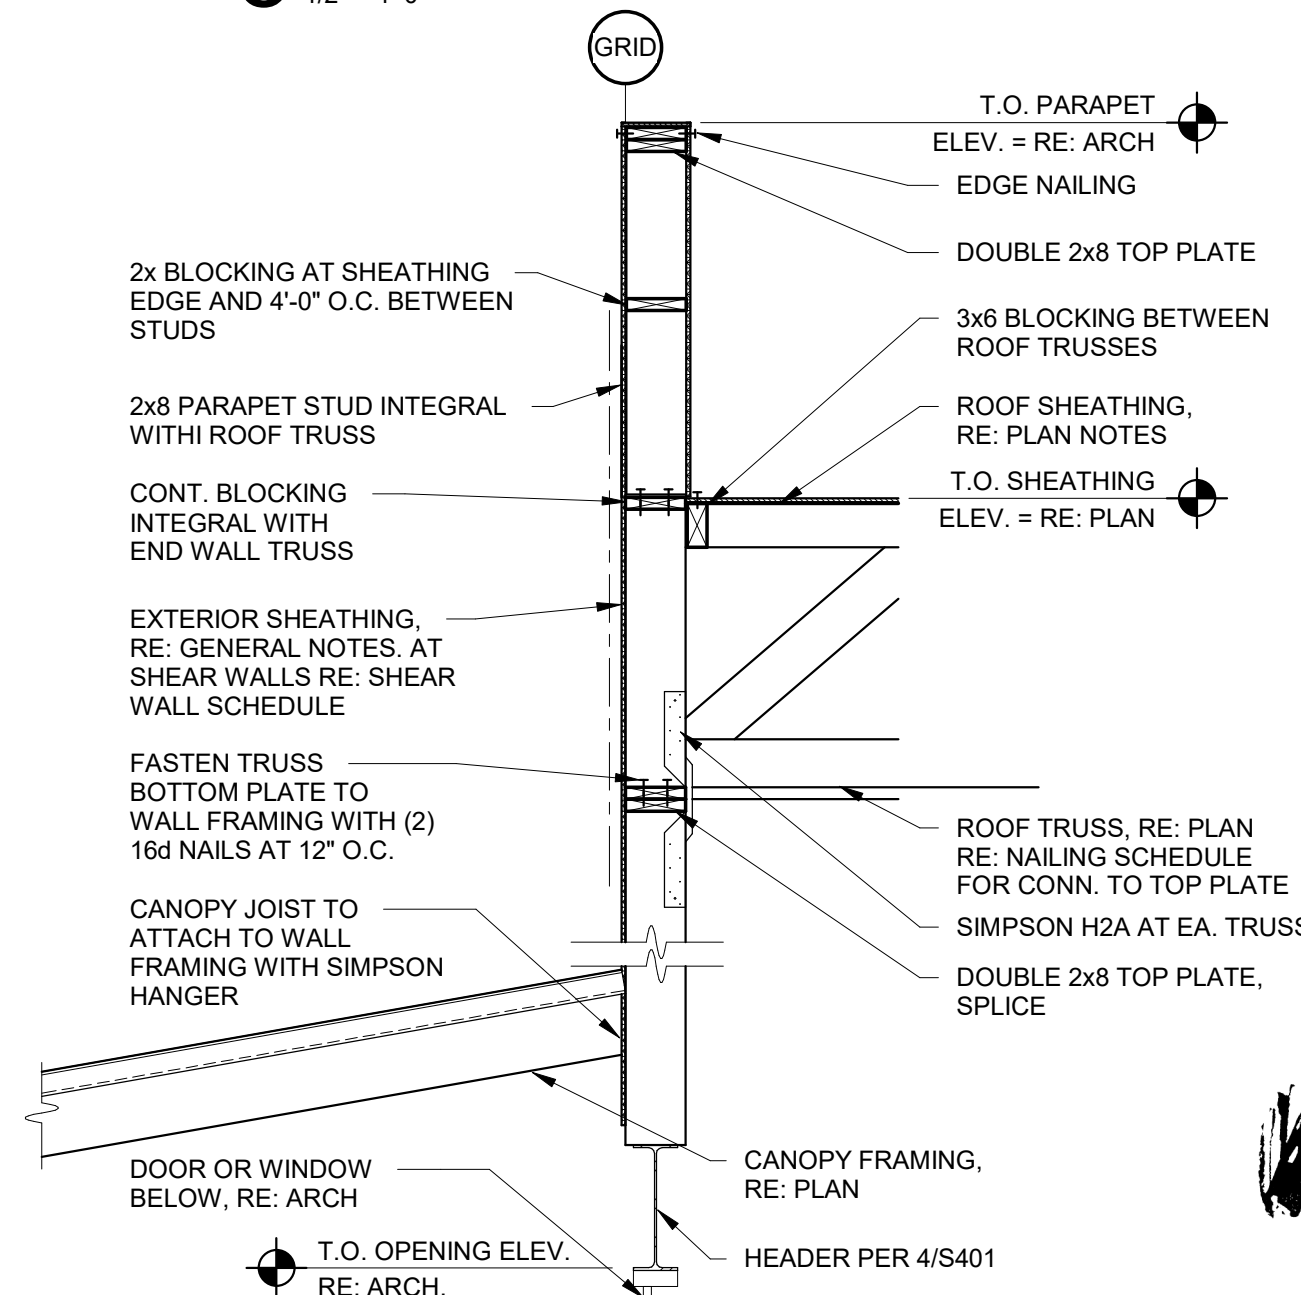 GRID
T.O. PARAPET
ELEV. = RE: ARCH
EDGE NAILING
DOUBLE 2x8 TOP PLATE
2x BLOCKING AT SHEATHING
EDGE AND 4'-0" O.C. BETWEEN
STUDS
3x6 BLOCKING BETWEEN
ROOF TRUSSES
2x8 PARAPET STUD INTEGRAL
WITHI ROOF TRUSS
ROOF SHEATHING,
RE: PLAN NOTES
T.O. SHEATHING
ELEV. = RE: PLAN
CONT. BLOCKING
INTEGRAL WITH
END WALL TRUSS
EXTERIOR SHEATHING,
RE: GENERAL NOTES. AT
SHEAR WALLS RE: SHEAR
WALL SCHEDULE
FASTEN TRUSS
BOTTOM PLATE TO
WALL FRAMING WITH (2)
16d NAILS AT 12" O.C.
ROOF TRUSS, RE: PLAN
RE: NAILING SCHEDULE
FOR CONN. TO TOP PLATE
SIMPSON H2A AT EA. TRUSS
DOUBLE 2x8 TOP PLATE,
SPLICE
CANOPY JOIST TO
ATTACH TO WALL
FRAMING WITH SIMPSON
HANGER
CANOPY FRAMING,
RE: PLAN
DOOR OR WINDOW
BELOW, RE: ARCH
HEADER PER 4/S401
T.O. OPENING ELEV.
RE: ARCH.